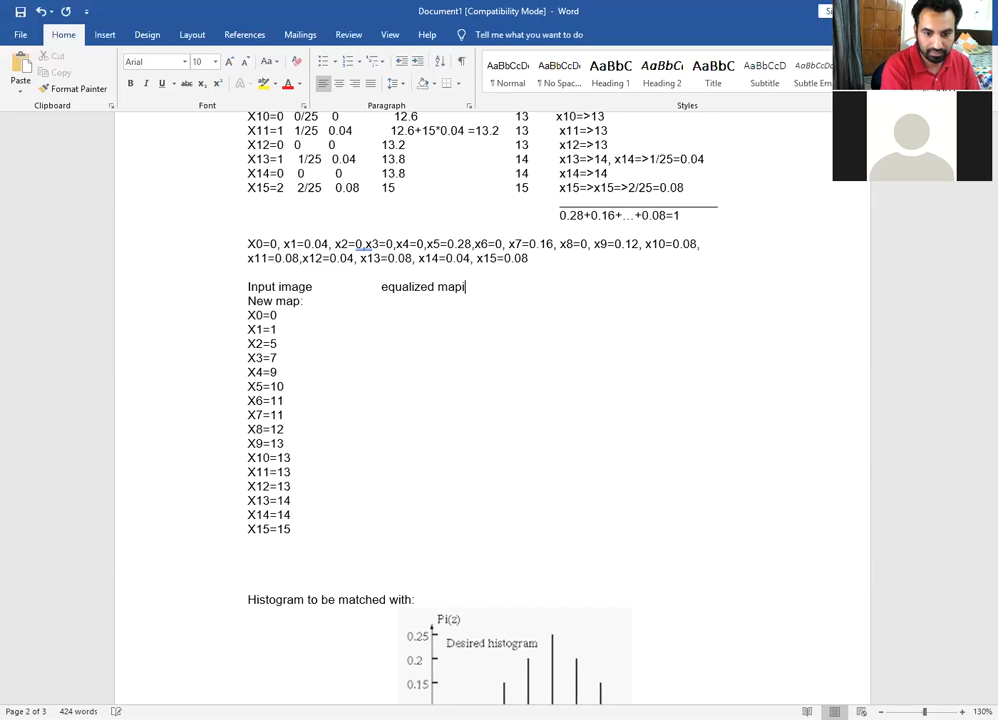 Document1 [Compatibility Mode] - Word
File Home Insert Design Layout References Mailings Review View Help Tell me what you want to do
Cut
Copy
Paste Format Painter
Clipboard
Arial 10 Aa
B I U abc
Font
Paragraph
AaBbCcDc AaBbCcDc AaBbC AaBbC AaBbC AaBbCcD AaBbCcD
¶ Normal ¶ No Spac... Heading 1 Heading 2 Title Subtitle Subtle Em
Styles
X10=0 0/25 0 12.6 13 x10=>13
X11=1 1/25 0.04 12.6+15*0.04 =13.2 13 x11=>13
X12=0 0 0 13.2 13 x12=>13
X13=1 1/25 0.04 13.8 14 x13=>14, x14=>1/25=0.04
X14=0 0 0 13.8 14 x14=>14
X15=2 2/25 0.08 15 15 x15=>x15=>2/25=0.08
0.28+0.16+…+0.08=1
X0=0, x1=0.04, x2=0,x3=0,x4=0,x5=0.28,x6=0, x7=0.16, x8=0, x9=0.12, x10=0.08,
x11=0.08,x12=0.04, x13=0.08, x14=0.04, x15=0.08
Input image equalized mapi
New map:
X0=0
X1=1
X2=5
X3=7
X4=9
X5=10
X6=11
X7=11
X8=12
X9=13
X10=13
X11=13
X12=13
X13=14
X14=14
X15=15
Histogram to be matched with:
Pi(z)
0.25
Desired histogram
0.2
0.15
Page 2 of 3 424 words 130%